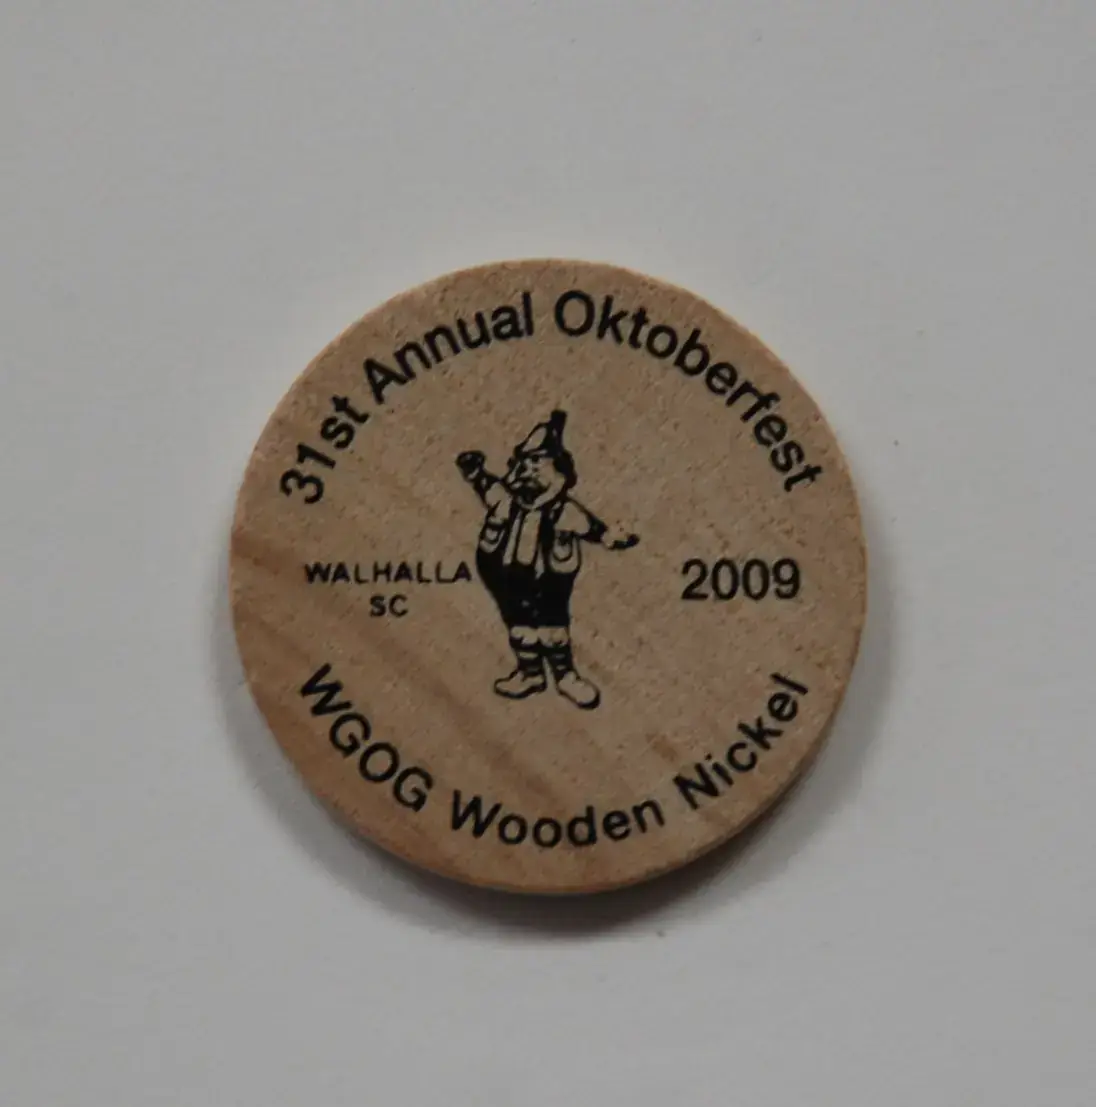 31st Annual Oktoberfest
WALHALLA
SC
2009
WGOG Wooden Nickel